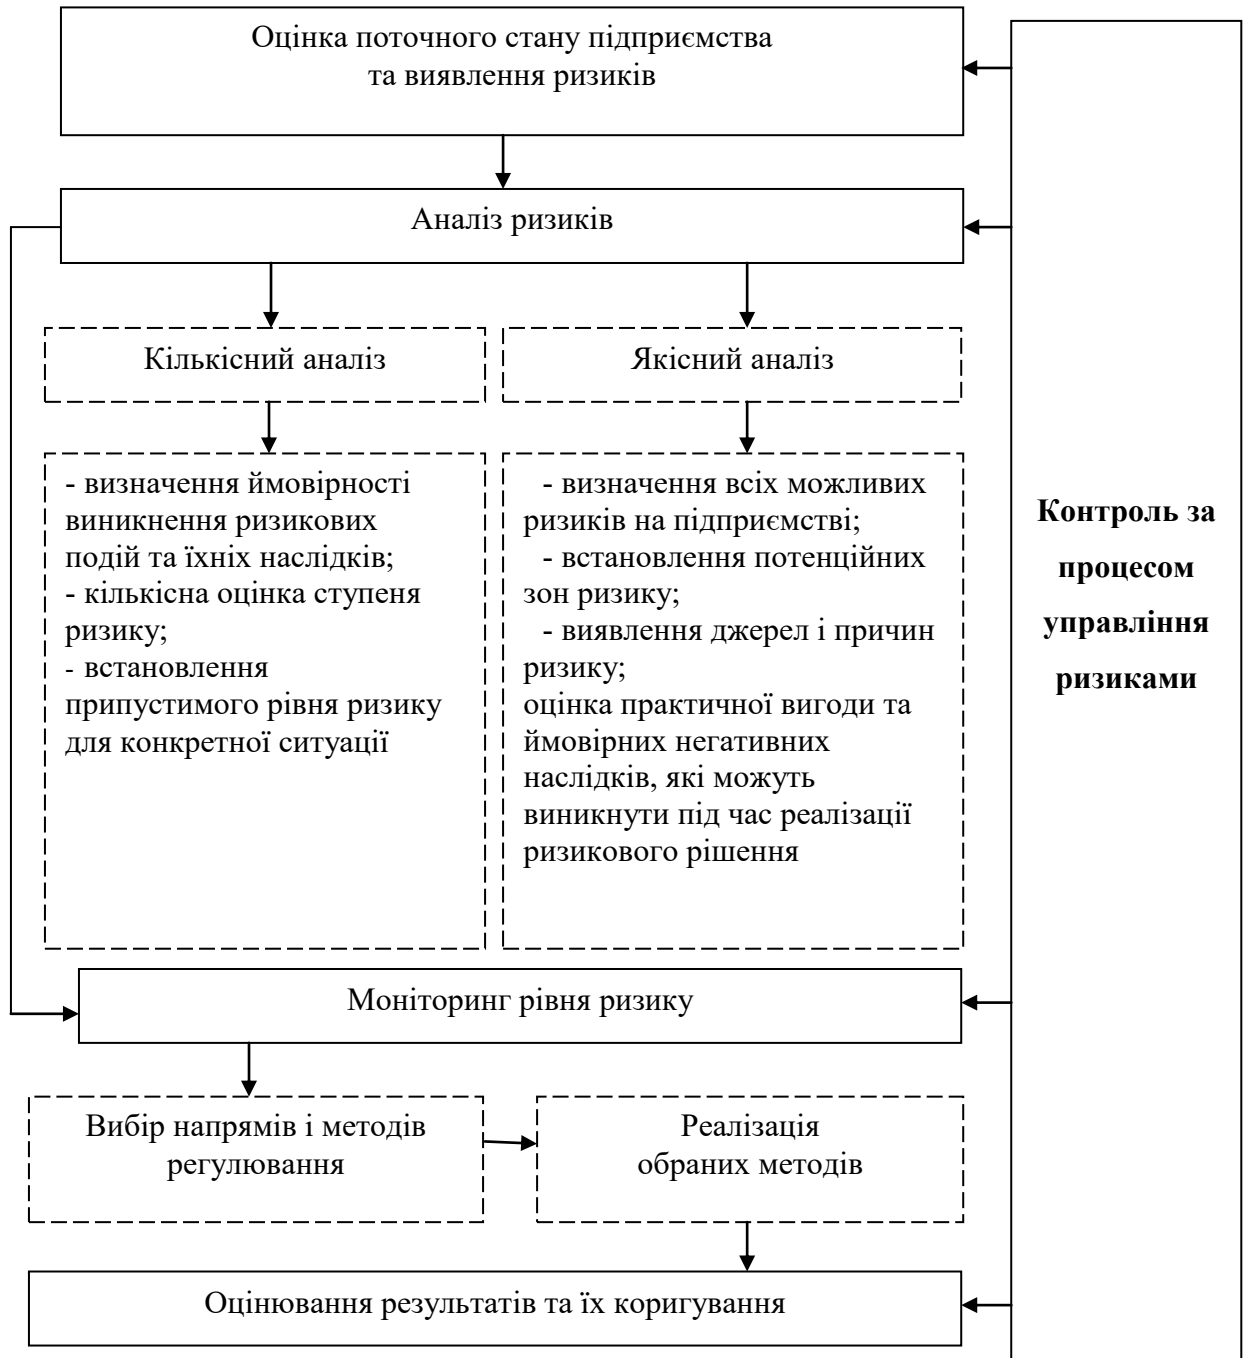 Оцінка поточного стану підприємства
та виявлення ризиків
Аналіз ризиків
Кількісний аналіз
Якісний аналіз
- визначення ймовірності
виникнення ризикових
подій та їхніх наслідків;
- кількісна оцінка ступеня
ризику;
- встановлення
припустимого рівня ризику
для конкретної ситуації
- визначення всіх можливих
ризиків на підприємстві;
- встановлення потенційних
зон ризику;
- виявлення джерел і причин
ризику;
оцінка практичної вигоди та
ймовірних негативних
наслідків, які можуть
виникнути під час реалізації
ризикового рішення
Моніторинг рівня ризику
Вибір напрямів і методів
регулювання
Реалізація
обраних методів
Оцінювання результатів та їх коригування
Контроль за
процесом
управління
ризиками